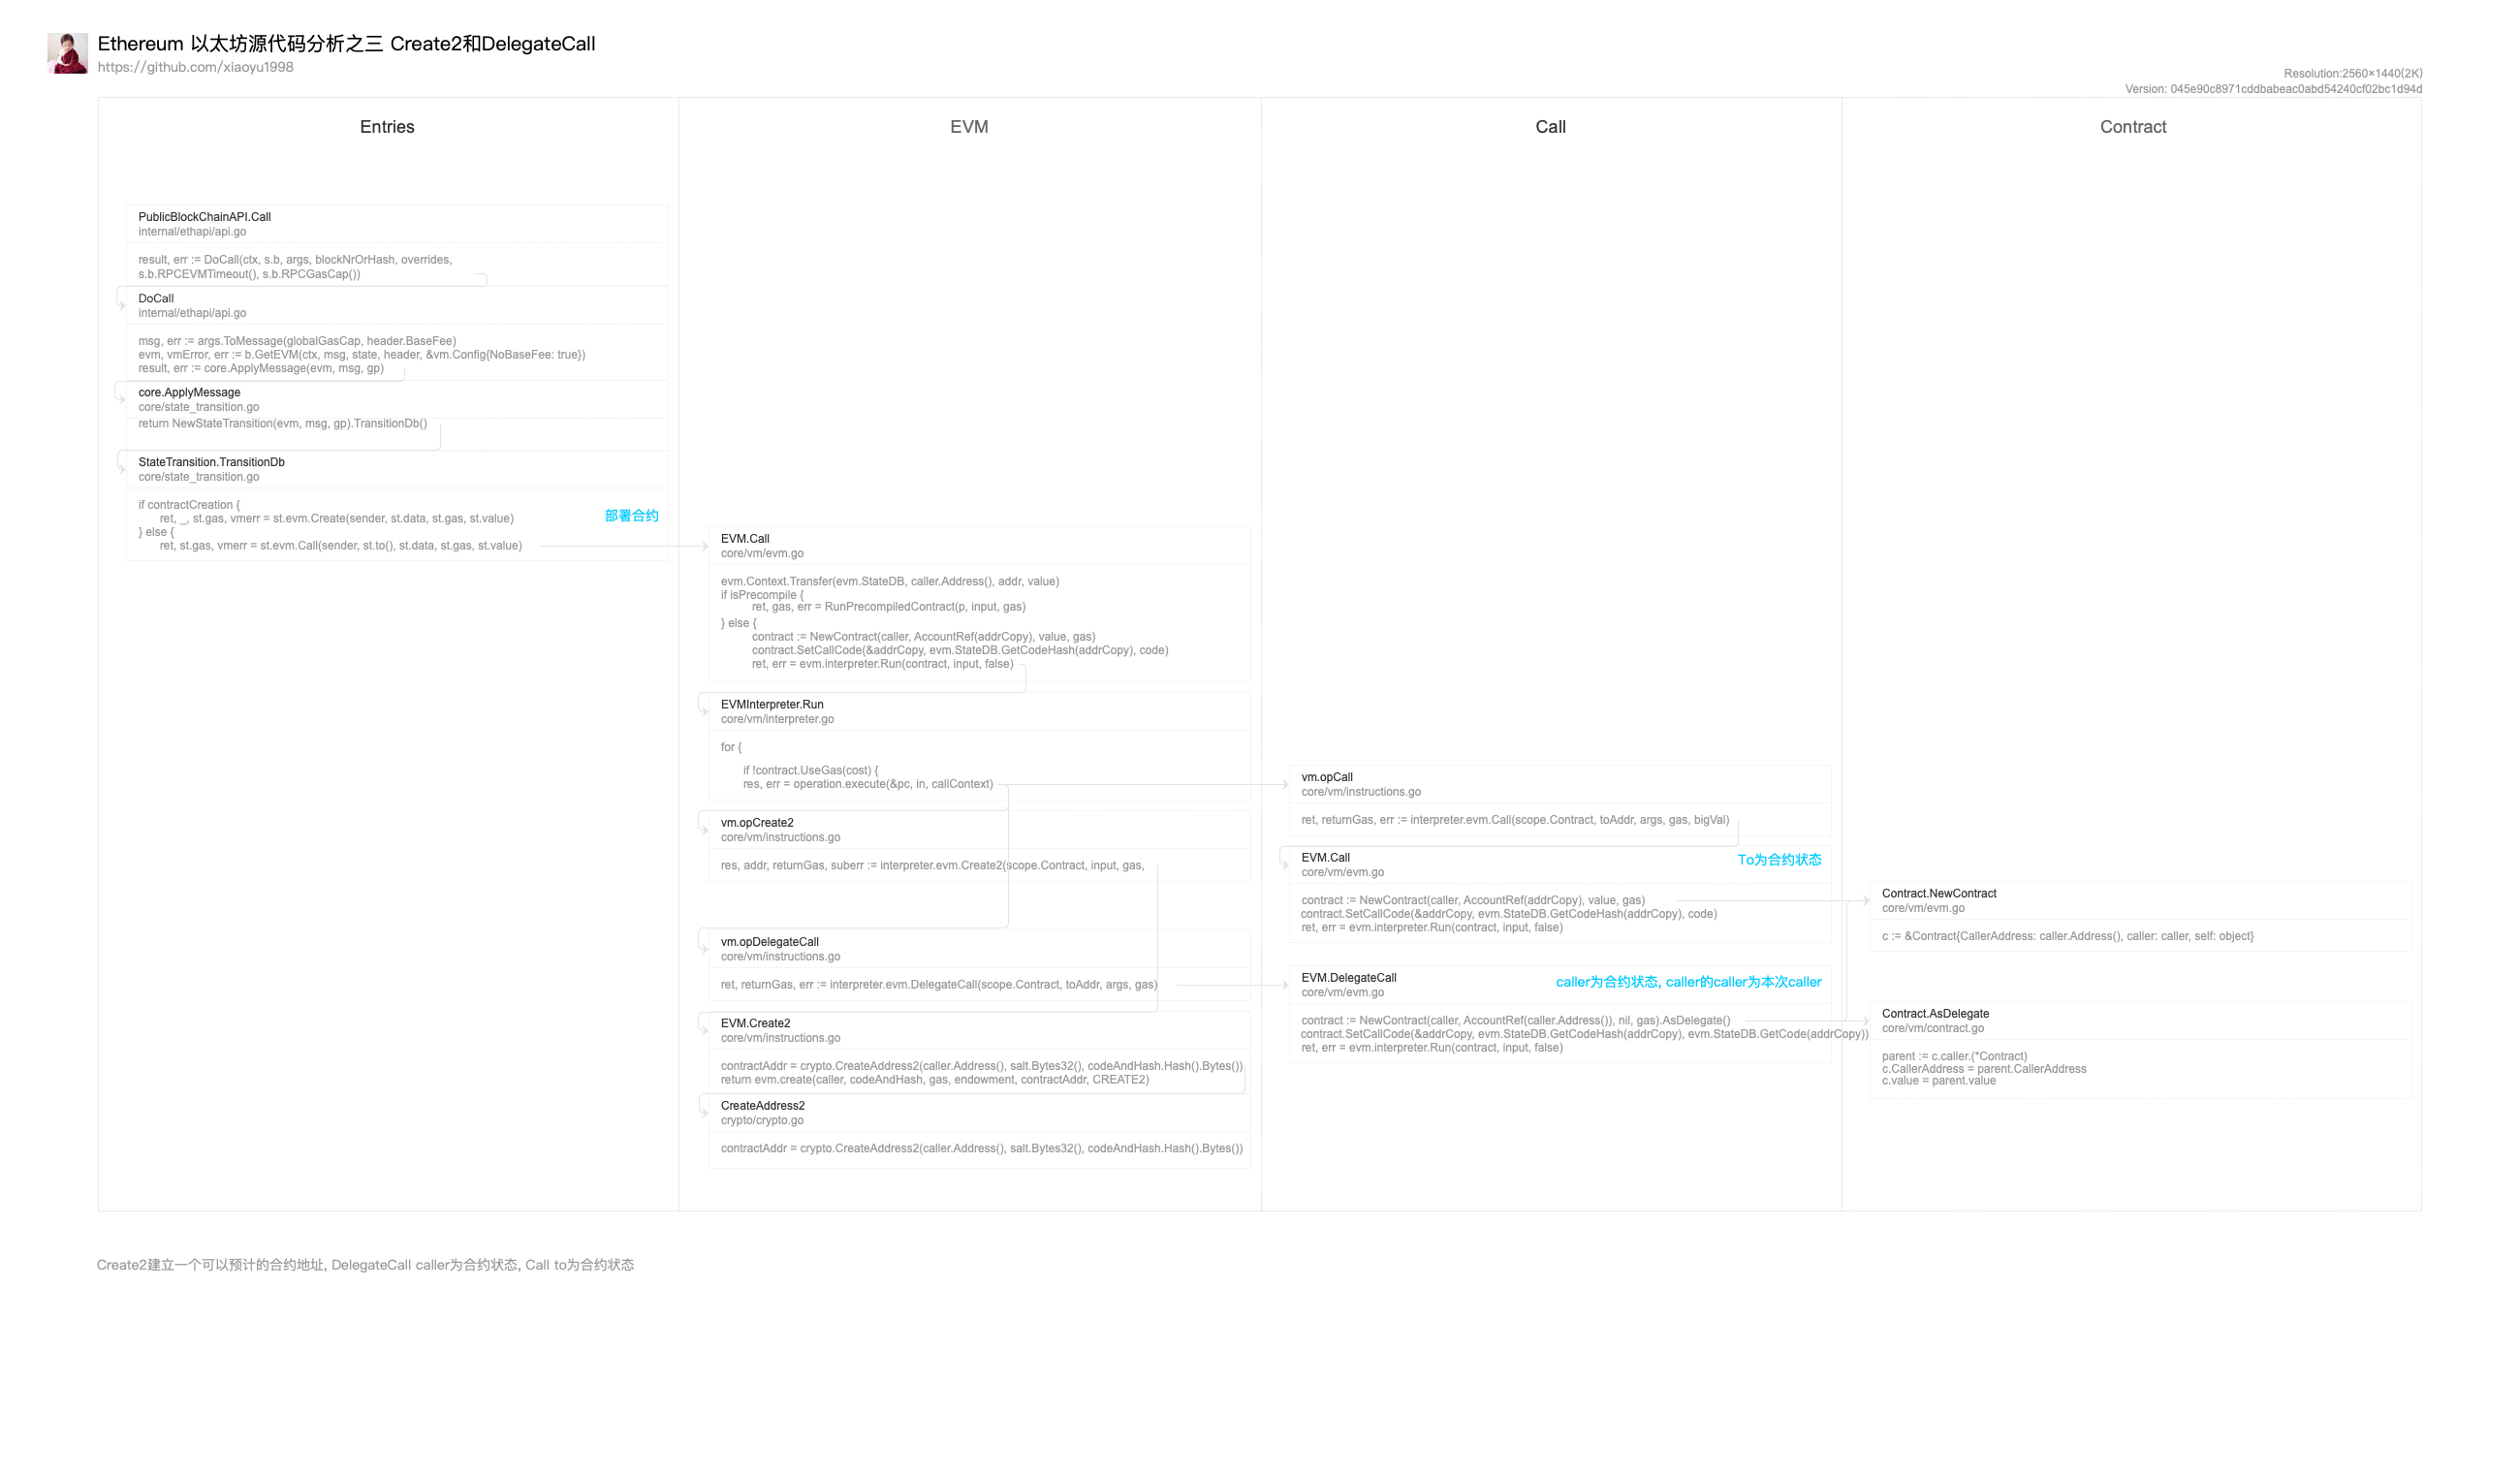 Ethereum 以太坊源代码分析之三 Create2和DelegateCall
https://github.com/xiaoyu1998
Resolution:2560×1440(2K)
Version: 045e90c8971cddbabeac0abd54240cf02bc1d94d
Entries
PublicBlockChainAPI.Call
internal/ethapi/api.go
result, err := DoCall(ctx, s.b, args, blockNrOrHash, overrides,
s.b.RPCEVMTimeout(), s.b.RPCGasCap())
DoCall
internal/ethapi/api.go
msg, err := args.ToMessage(globalGasCap, header.BaseFee)
evm, vmError, err := b.GetEVM(ctx, msg, state, header, &vm.Config{NoBaseFee: true})
result, err := core.ApplyMessage(evm, msg, gp)
core.ApplyMessage
core/state_transition.go
return NewStateTransition(evm, msg, gp).TransitionDb()
StateTransition.TransitionDb
core/state_transition.go
if contractCreation {
ret, _, st.gas, vmerr = st.evm.Create(sender, st.data, st.gas, st.value)
部署合约
} else {
ret, st.gas, vmerr = st.evm.Call(sender, st.to(), st.data, st.gas, st.value)
EVM
EVM.Call
core/vm/evm.go
evm.Context.Transfer(evm.StateDB, caller.Address(), addr, value)
if isPrecompile {
ret, gas, err = RunPrecompiledContract(p, input, gas)
} else {
contract := NewContract(caller, AccountRef(addrCopy), value, gas)
contract.SetCallCode(&addrCopy, evm.StateDB.GetCodeHash(addrCopy), code)
ret, err = evm.interpreter.Run(contract, input, false)
EVMInterpreter.Run
core/vm/interpreter.go
for {
if !contract.UseGas(cost) {
res, err = operation.execute(&pc, in, callContext)
vm.opCreate2
core/vm/instructions.go
res, addr, returnGas, suberr := interpreter.evm.Create2(scope.Contract, input, gas,
vm.opDelegateCall
core/vm/instructions.go
ret, returnGas, err := interpreter.evm.DelegateCall(scope.Contract, toAddr, args, gas)
EVM.Create2
core/vm/instructions.go
contractAddr = crypto.CreateAddress2(caller.Address(), salt.Bytes32(), codeAndHash.Hash().Bytes())
return evm.create(caller, codeAndHash, gas, endowment, contractAddr, CREATE2)
CreateAddress2
crypto/crypto.go
contractAddr = crypto.CreateAddress2(caller.Address(), salt.Bytes32(), codeAndHash.Hash().Bytes())
Call
vm.opCall
core/vm/instructions.go
ret, returnGas, err := interpreter.evm.Call(scope.Contract, toAddr, args, gas, bigVal)
EVM.Call
To为合约状态
core/vm/evm.go
contract := NewContract(caller, AccountRef(addrCopy), value, gas)
contract.SetCallCode(&addrCopy, evm.StateDB.GetCodeHash(addrCopy), code)
ret, err = evm.interpreter.Run(contract, input, false)
EVM.DelegateCall
caller为合约状态, caller的caller为本次caller
core/vm/evm.go
contract := NewContract(caller, AccountRef(caller.Address()), nil, gas).AsDelegate()
contract.SetCallCode(&addrCopy, evm.StateDB.GetCodeHash(addrCopy), evm.StateDB.GetCode(addrCopy))
ret, err = evm.interpreter.Run(contract, input, false)
Contract
Contract.NewContract
core/vm/evm.go
c := &Contract{CallerAddress: caller.Address(), caller: caller, self: object}
Contract.AsDelegate
core/vm/contract.go
parent := c.caller.(*Contract)
c.CallerAddress = parent.CallerAddress
c.value = parent.value
Create2建立一个可以预计的合约地址, DelegateCall caller为合约状态, Call to为合约状态